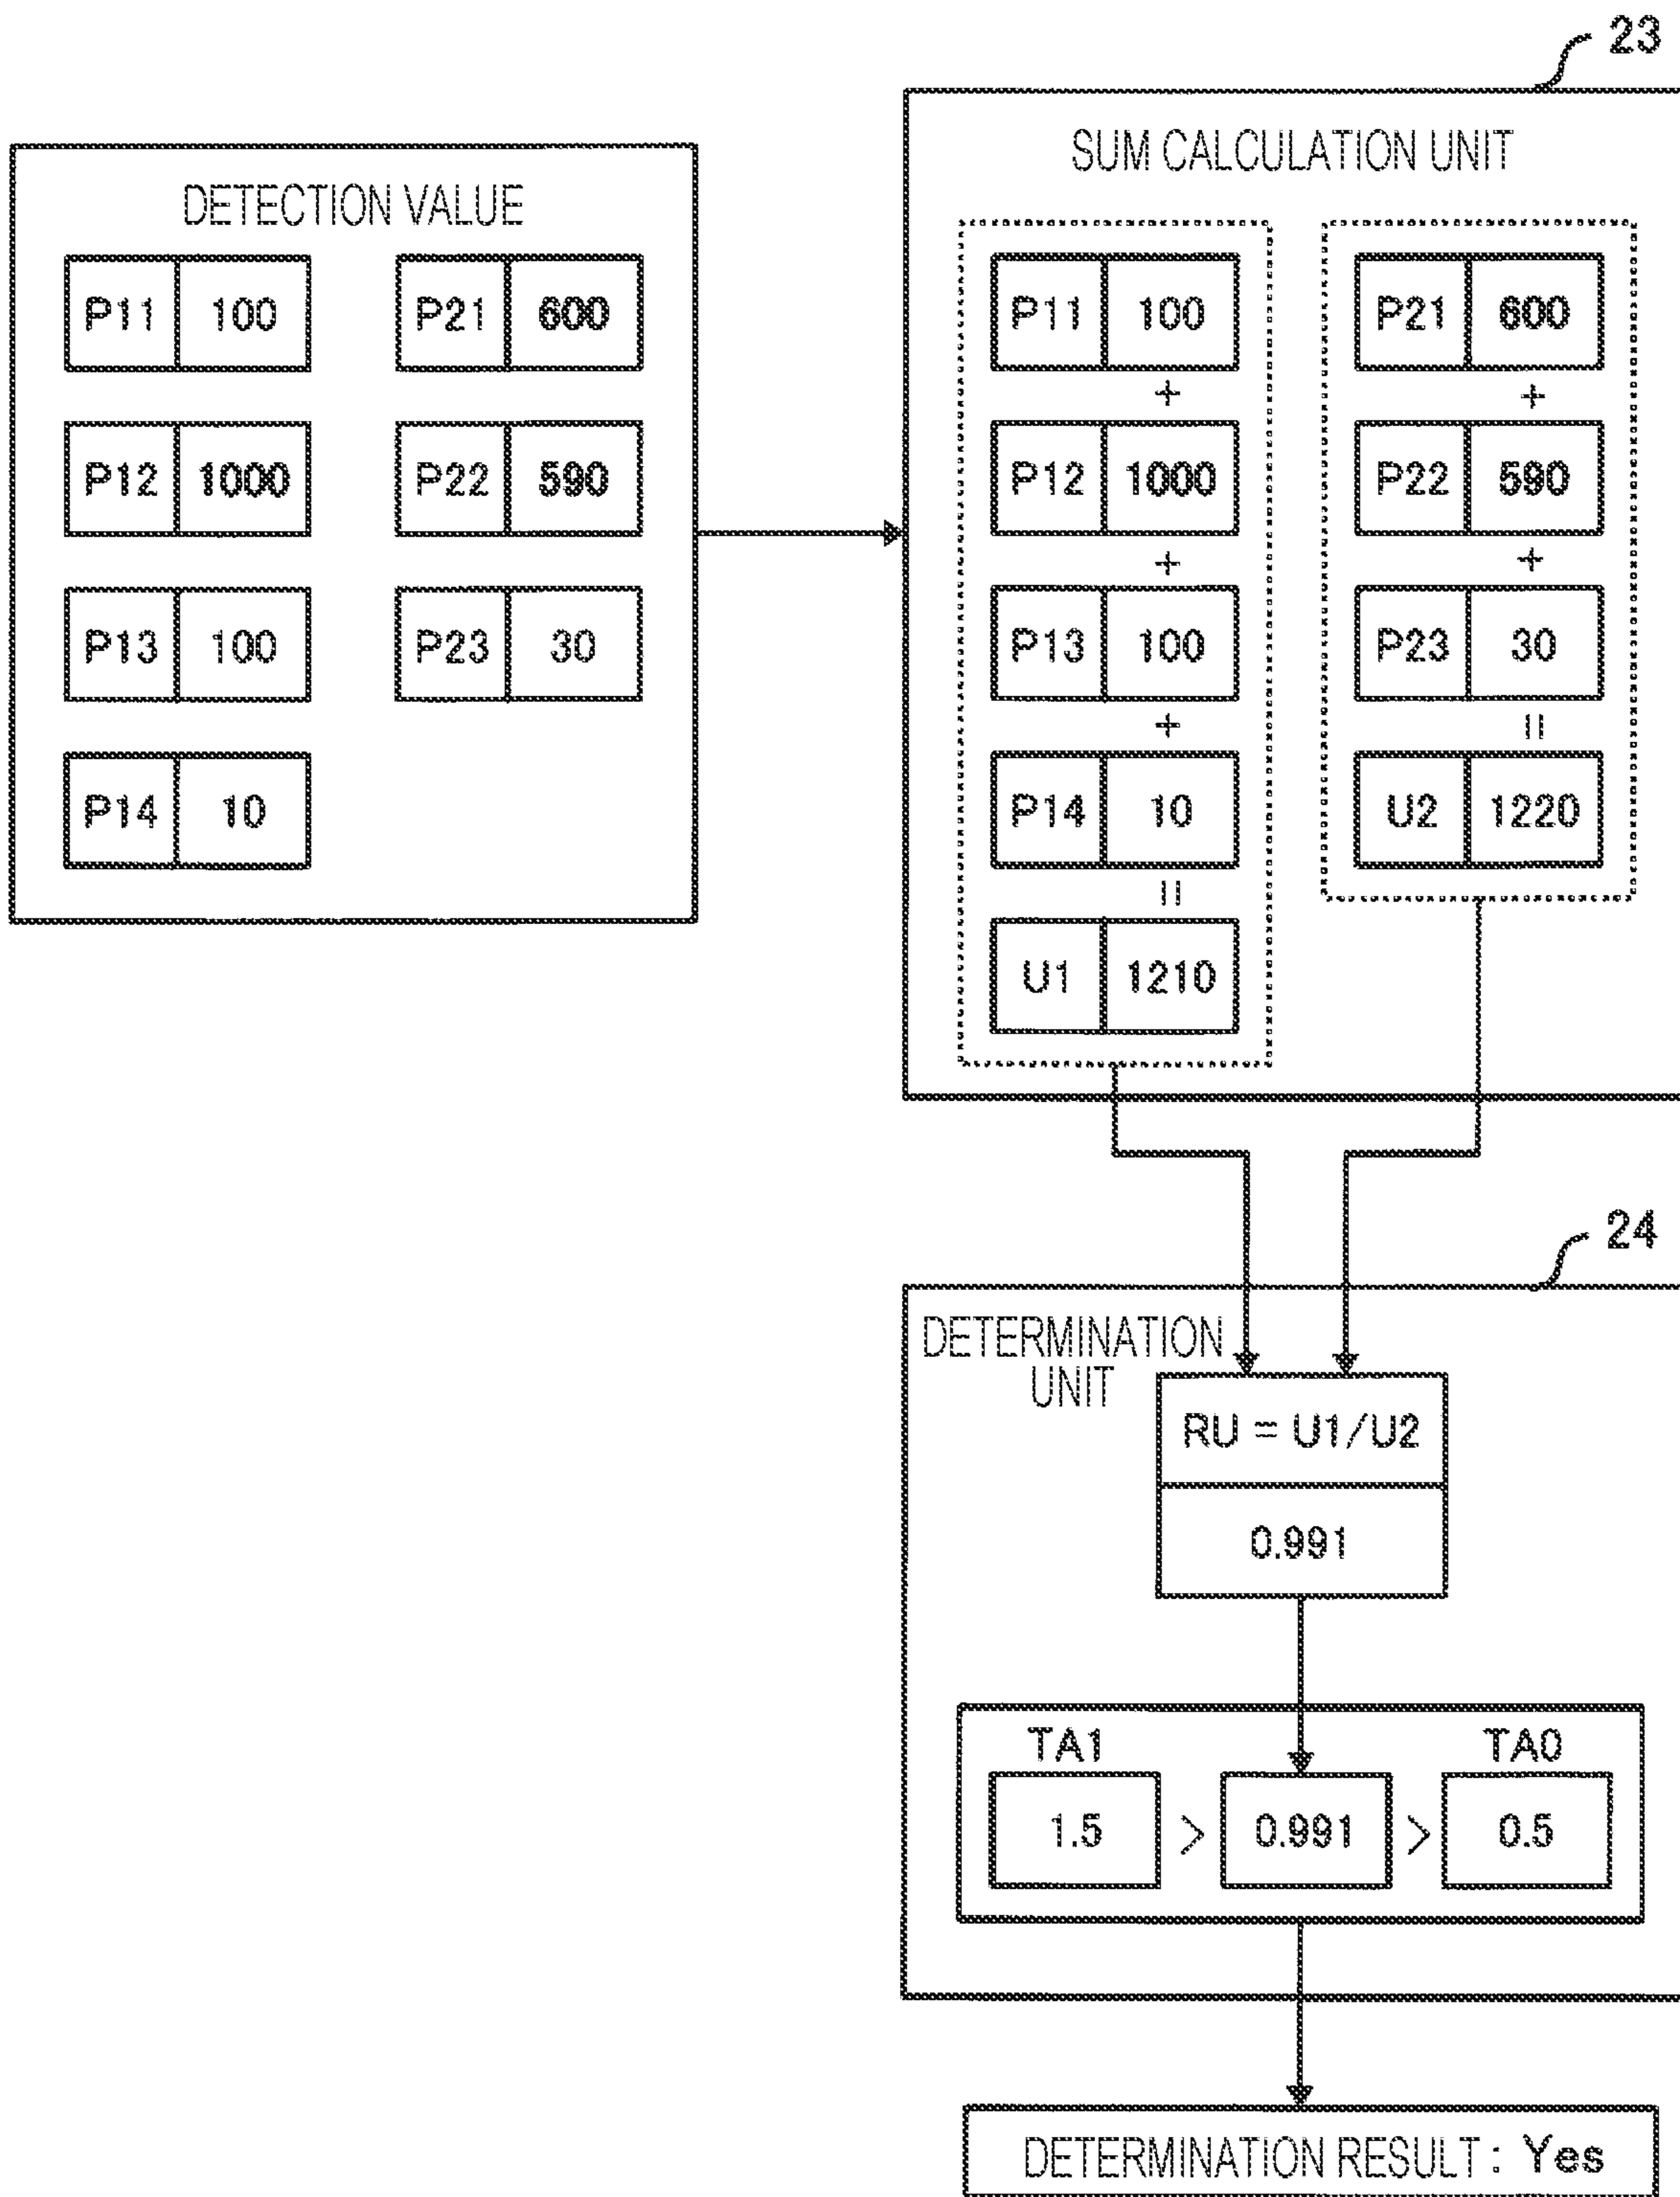 23
DETECTION VALUE
P11 100 P21 600
P12 1000 P22 590
P13 100 P23 30
P14 10
SUM CALCULATION UNIT
P11 100
+
P12 1000
+
P13 100
+
P14 10
=
U1 1210
P21 600
+
P22 590
+
P23 30
=
U2 1220
24
DETERMINATION
UNIT
RU = U1/U2
0.991
TA1 TA0
1.5 > 0.991 > 0.5
DETERMINATION RESULT : Yes